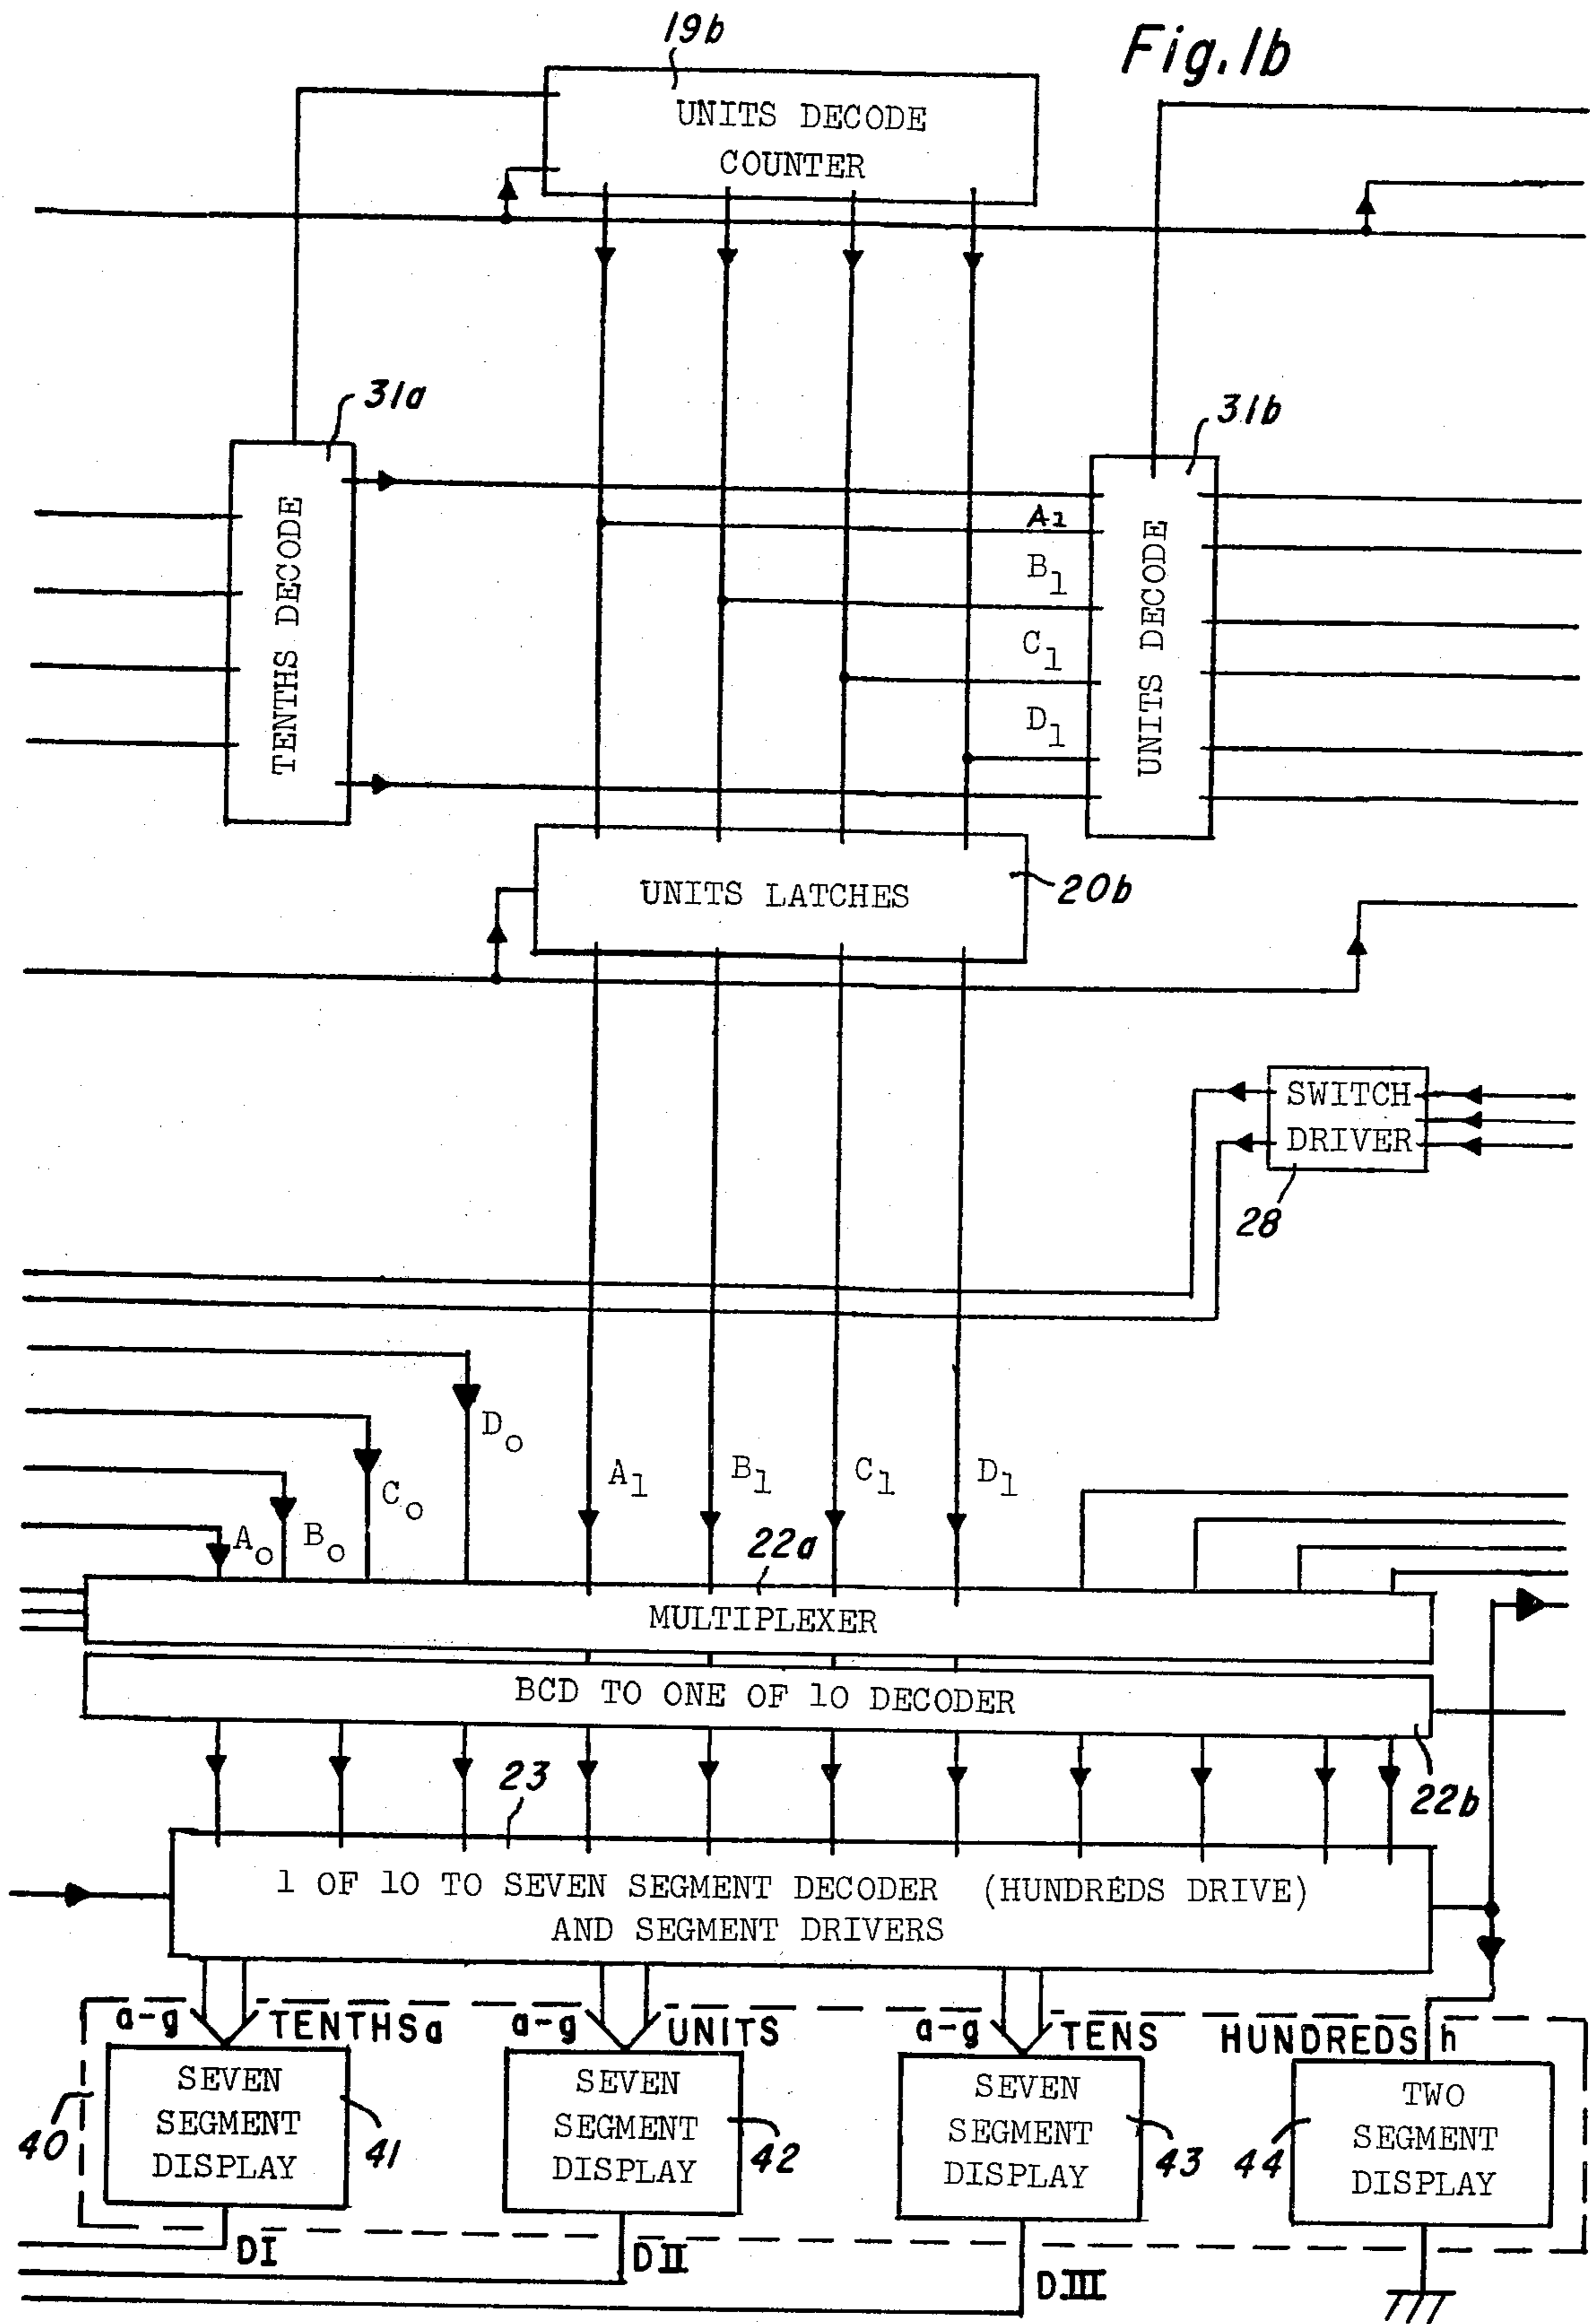 19b
Fig.1b
UNITS DECODE
COUNTER
31a
31b
TENTHS DECODE
A1
B1
C1
D1
UNITS DECODE
UNITS LATCHES
20b
SWITCH
DRIVER
28
Do
Co
Ao
Bo
A1
B1
C1
D1
22a
MULTIPLEXER
BCD TO ONE OF 10 DECODER
23
22b
1 OF 10 TO SEVEN SEGMENT DECODER (HUNDREDS DRIVE)
AND SEGMENT DRIVERS
a-g TENTHSa
a-g UNITS
a-g TENS
HUNDREDS h
SEVEN
SEGMENT
DISPLAY
SEVEN
SEGMENT
DISPLAY
SEVEN
SEGMENT
DISPLAY
TWO
SEGMENT
DISPLAY
40
41
42
43
44
DI
DII
DIII